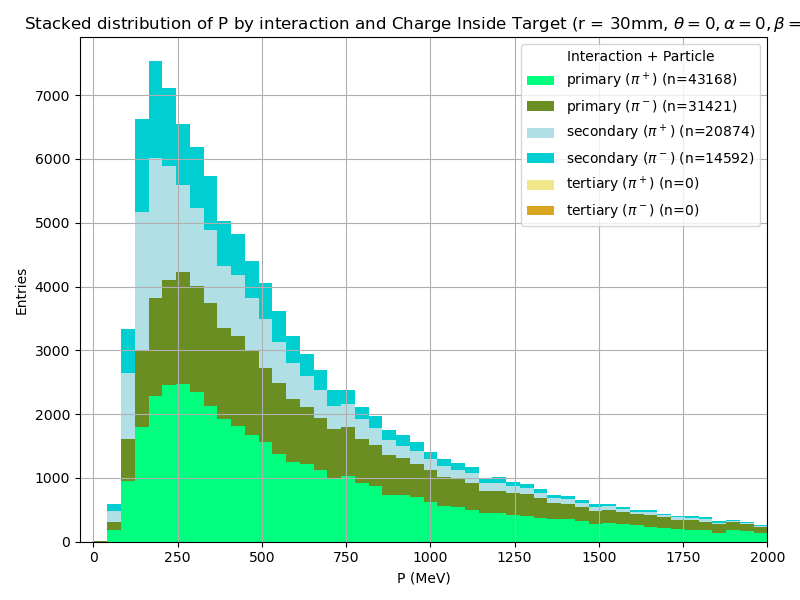 Stacked distribution of P by interaction and Charge Inside Target (r = 30mm, θ = 0, α = 0, β =
Interaction + Particle
primary (π⁺) (n=43168)
primary (π⁻) (n=31421)
secondary (π⁺) (n=20874)
secondary (π⁻) (n=14592)
tertiary (π⁺) (n=0)
tertiary (π⁻) (n=0)
Entries
7000
6000
5000
4000
3000
2000
1000
0
0 250 500 750 1000 1250 1500 1750 2000
P (MeV)